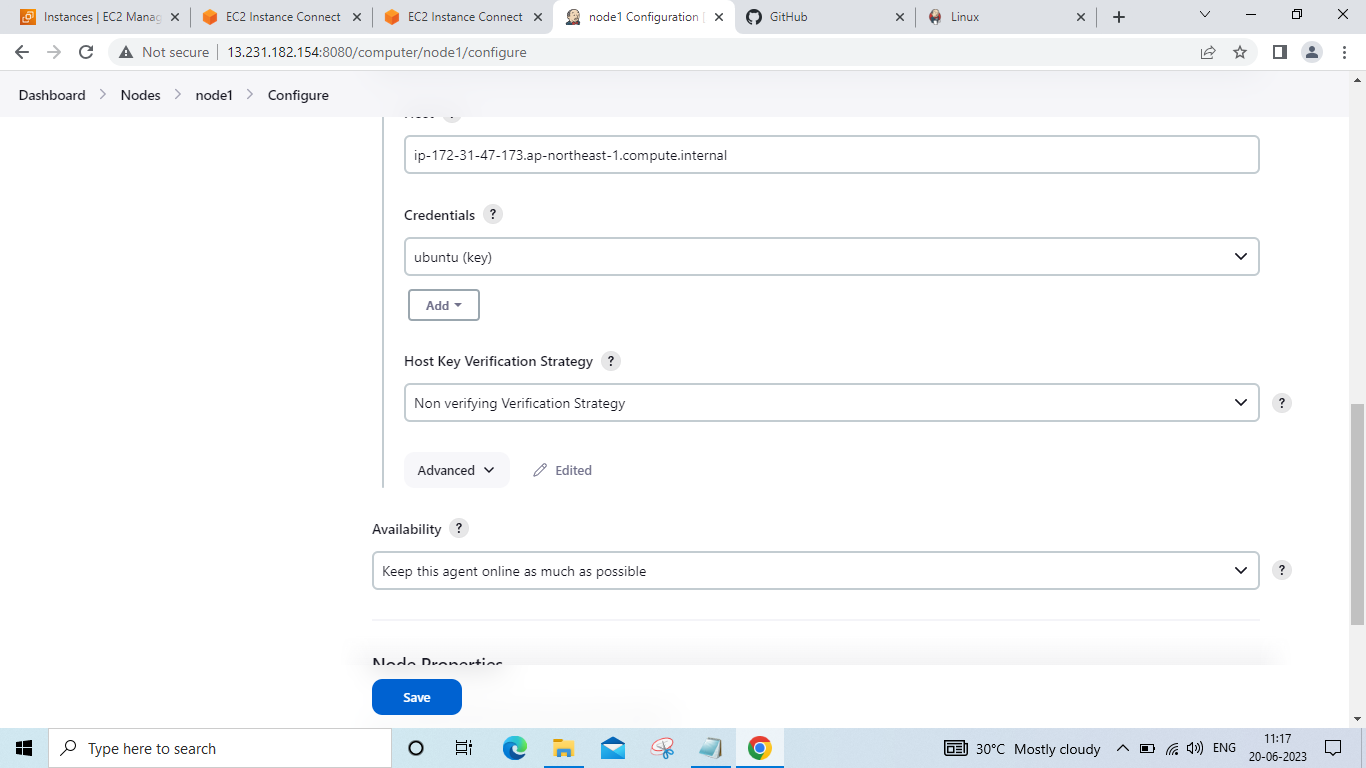 Instances | EC2 Manag
EC2 Instance Connect
EC2 Instance Connect
node1 Configuration
GitHub
Linux
Not secure
13.231.182.154:8080/computer/node1/configure
Dashboard > Nodes > node1 > Configure
ip-172-31-47-173.ap-northeast-1.compute.internal
Credentials ?
ubuntu (key)
Add
Host Key Verification Strategy ?
Non verifying Verification Strategy
?
Advanced
Edited
Availability ?
Keep this agent online as much as possible
?
Node Properties
Save
Type here to search
30°C Mostly cloudy
ENG
11:17
20-06-2023